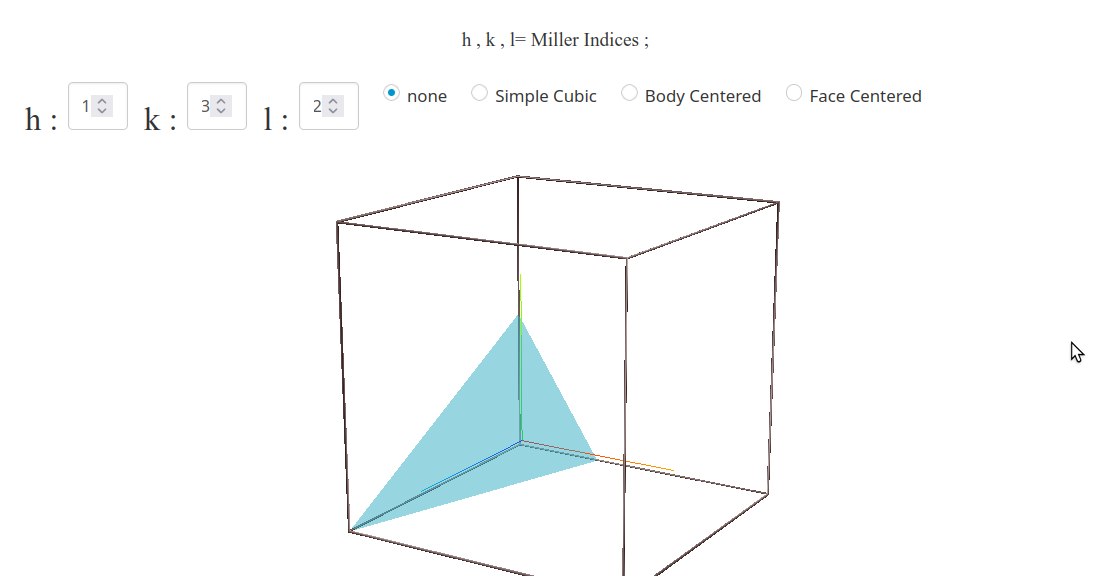 h , k , l= Miller Indices ;
h : 1 k : 3 l : 2 none Simple Cubic Body Centered Face Centered